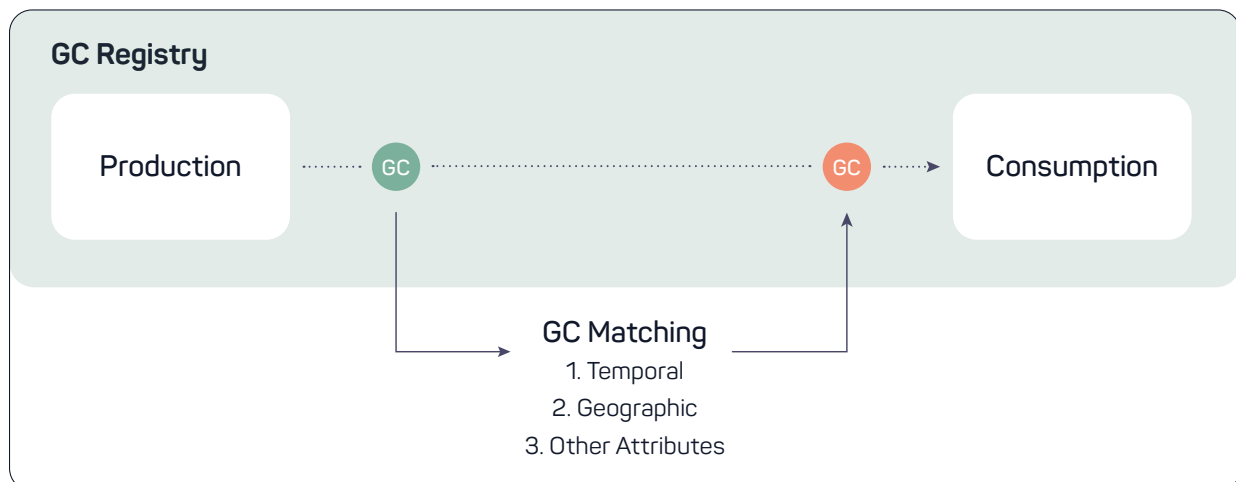 GC Registry
Production
GC
GC
Consumption
GC Matching
1. Temporal
2. Geographic
3. Other Attributes